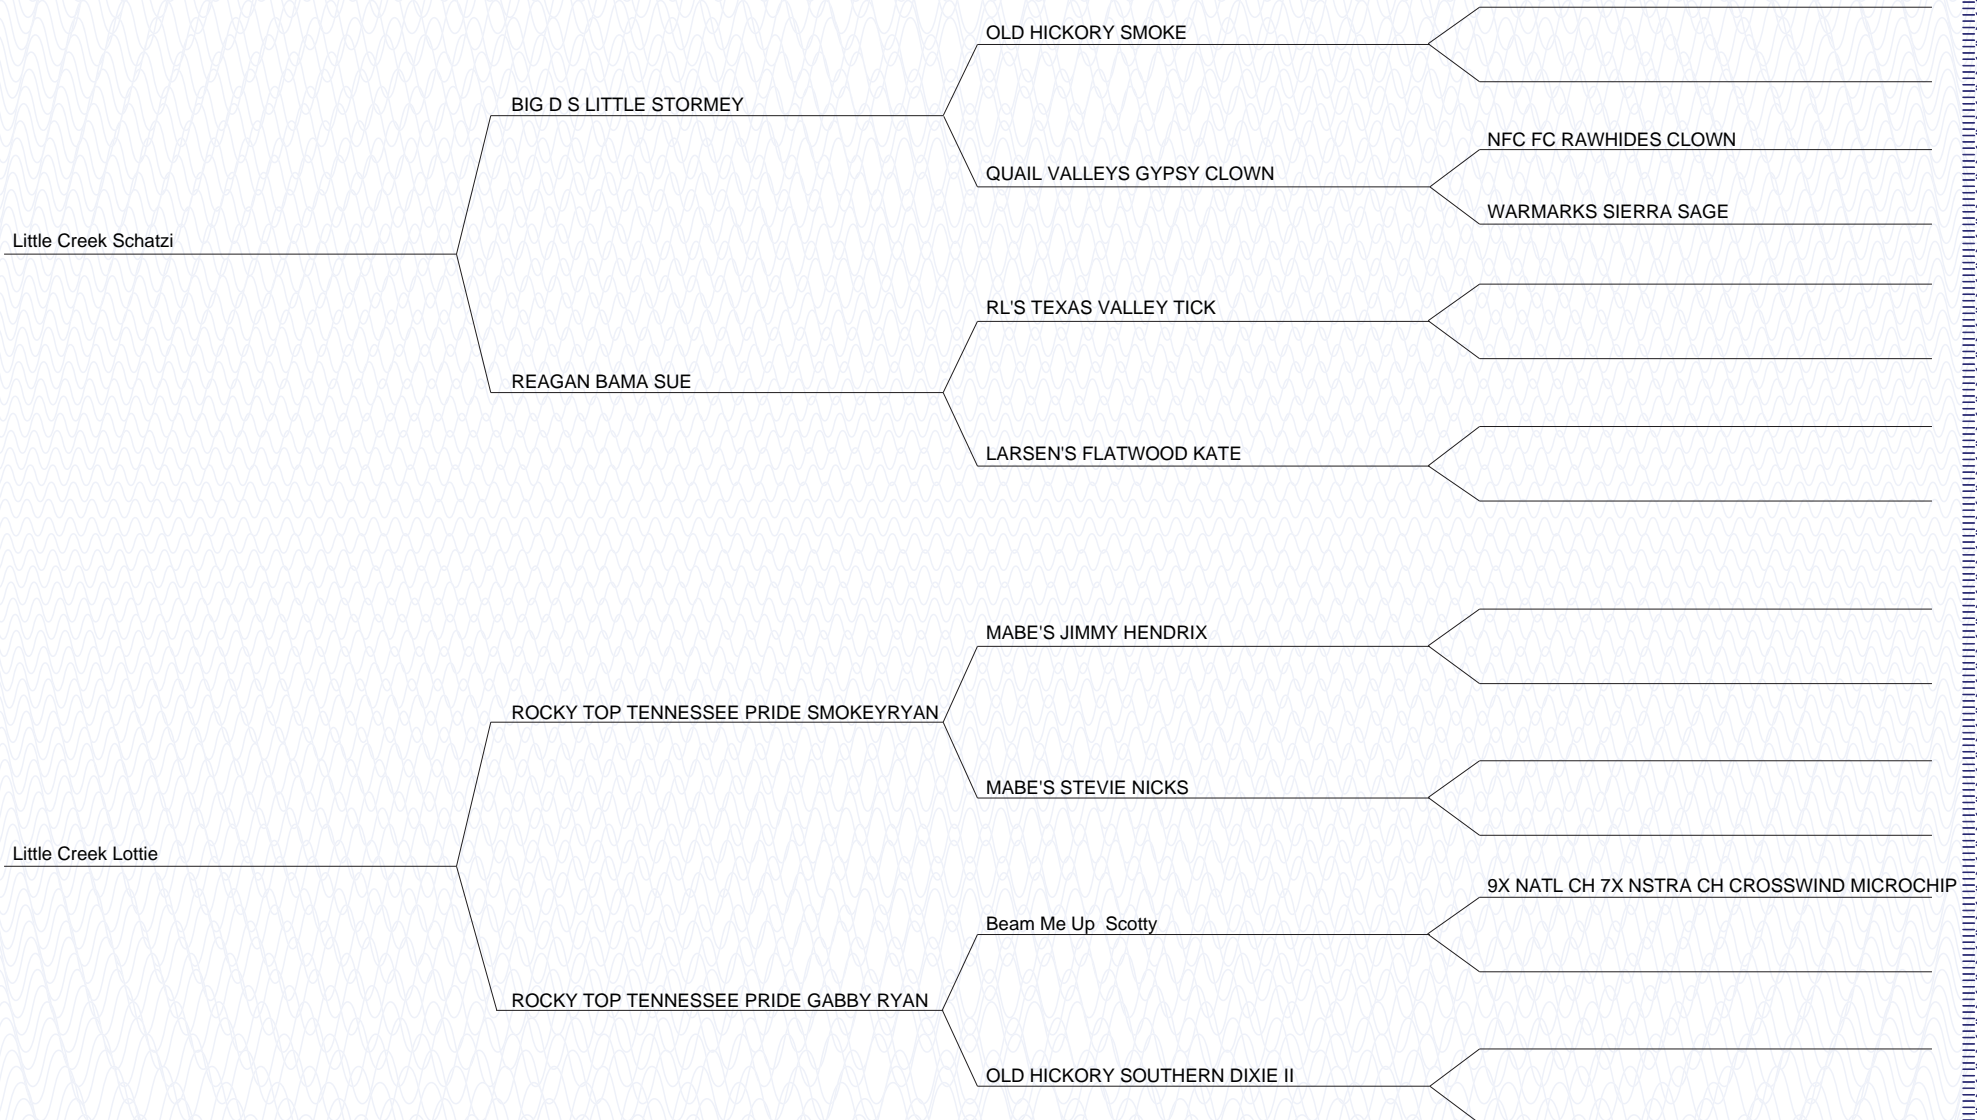 OLD HICKORY SMOKE
BIG D S LITTLE STORMEY
NFC FC RAWHIDES CLOWN
QUAIL VALLEYS GYPSY CLOWN
WARMARKS SIERRA SAGE
Little Creek Schatzi
RL'S TEXAS VALLEY TICK
REAGAN BAMA SUE
LARSEN'S FLATWOOD KATE
MABE'S JIMMY HENDRIX
ROCKY TOP TENNESSEE PRIDE SMOKEYRYAN
MABE'S STEVIE NICKS
Little Creek Lottie
9X NATL CH 7X NSTRA CH CROSSWIND MICROCHIP
Beam Me Up  Scotty
ROCKY TOP TENNESSEE PRIDE GABBY RYAN
OLD HICKORY SOUTHERN DIXIE II